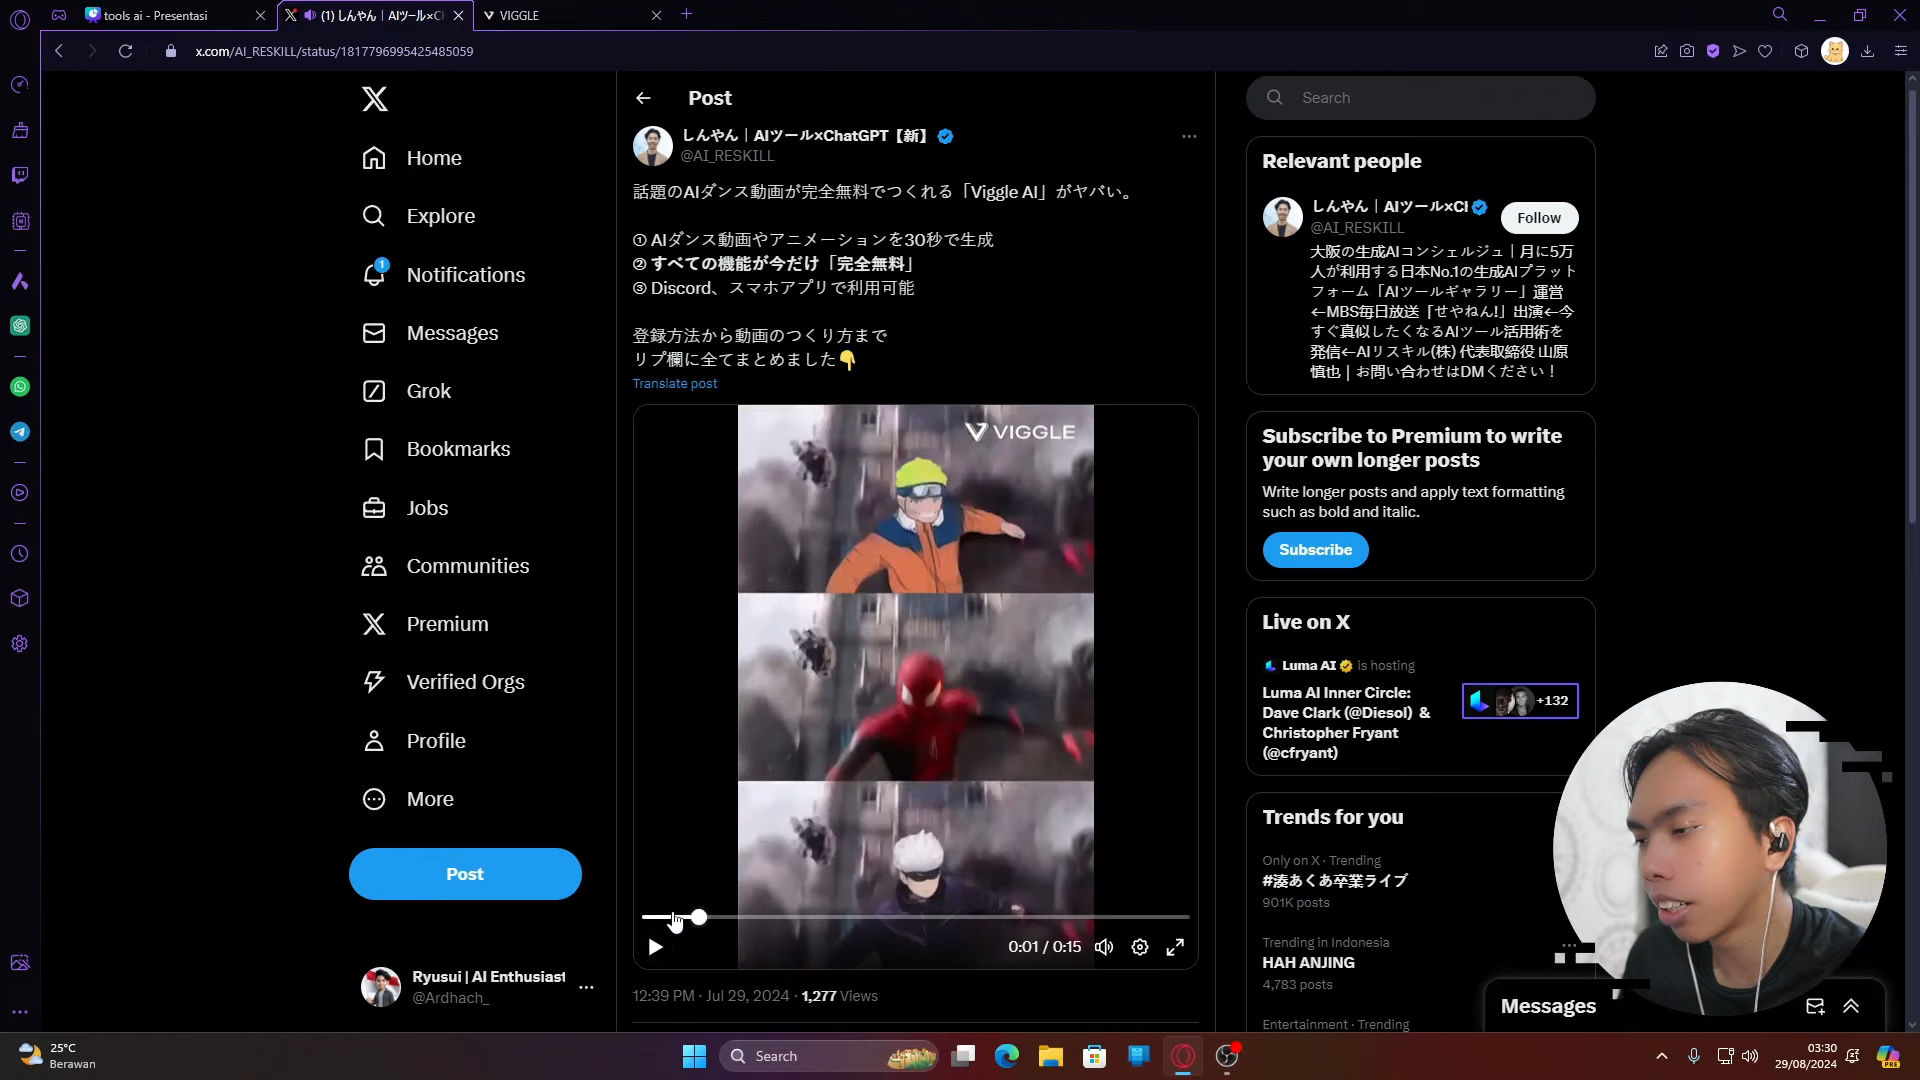 tools ai - Presentasi
(1) しんやん｜AIツール×Cl
VIGGLE
x.com/AI_RESKILL/status/1817796995425485059
Home
Explore
1
Notifications
Messages
Grok
Bookmarks
Jobs
Communities
Premium
Verified Orgs
Profile
More
Post
Ryusui | AI Enthusiast
@Ardhach_
Post
しんやん｜AIツール×ChatGPT【新】
@AI_RESKILL
話題のAIダンス動画が完全無料でつくれる「Viggle AI」がヤバい。
① AIダンス動画やアニメーションを30秒で生成
② すべての機能が今だけ「完全無料」
③ Discord、スマホアプリで利用可能
登録方法から動画のつくり方まで
リプ欄に全てまとめました👇
Translate post
VIGGLE
0:01 / 0:15
12:39 PM · Jul 29, 2024 · 1,277 Views
Search
Relevant people
しんやん｜AIツール×Cl
@AI_RESKILL
Follow
大阪の生成AIコンシェルジュ｜月に5万
人が利用する日本No.1の生成AIプラット
フォーム「AIツールギャラリー」運営
←MBS毎日放送「せやねん!」出演←今
すぐ真似したくなるAIツール活用術を
発信←AIリスキル(株) 代表取締役 山原
慎也 | お問い合わせはDMください！
Subscribe to Premium to write
your own longer posts
Write longer posts and apply text formatting
such as bold and italic.
Subscribe
Live on X
Luma AI is hosting
Luma AI Inner Circle:
Dave Clark (@Diesol) &
Christopher Fryant
(@cfryant)
+132
Trends for you
Only on X · Trending
#湊あくあ卒業ライブ
901K posts
Trending in Indonesia
HAH ANJING
4,783 posts
Entertainment · Trending
Messages
25°C
Berawan
Search
03:30
29/08/2024
PRE